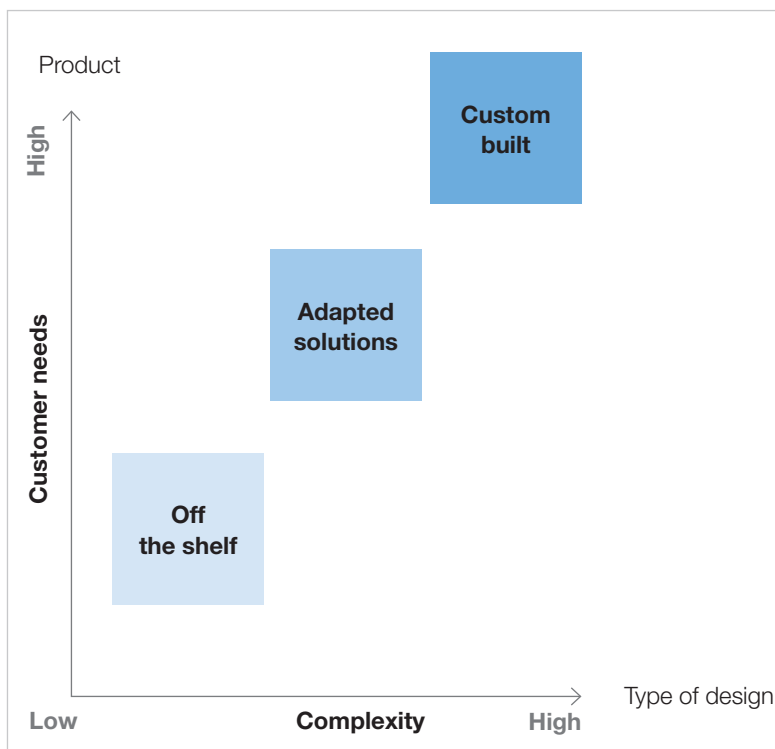 Product
High
Custom
built
Adapted
solutions
Customer needs
Off
the shelf
Type of design
Low
Complexity
High